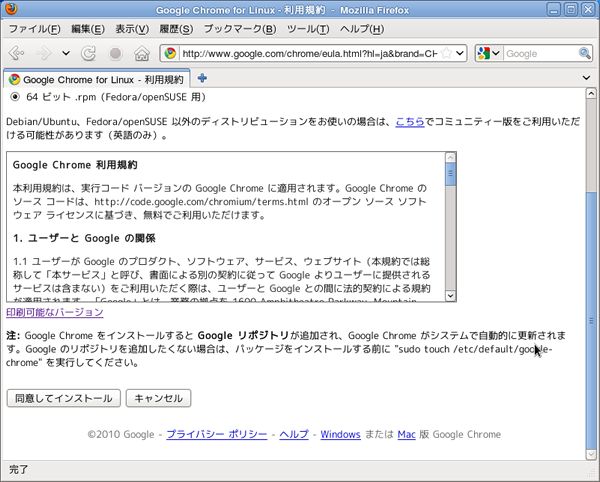 Google Chrome for Linux - 利用規約 - Mozilla Firefox
ファイル(F) 編集(E) 表示(V) 履歴(S) ブックマーク(B) ツール(T) ヘルプ(H)
http://www.google.com/chrome/eula.html?hl=ja&brand=CH
Google
Google Chrome for Linux - 利用規約
64 ビット .rpm (Fedora/openSUSE 用)
Debian/Ubuntu、Fedora/openSUSE 以外のディストリビューションをお使いの場合は、こちらでコミュニティー版をご利用いただ
ける可能性があります（英語のみ）。
Google Chrome 利用規約
本利用規約は、実行コード バージョンの Google Chrome に適用されます。Google Chrome の
ソース コードは、http://code.google.com/chromium/terms.html のオープン ソース ソフト
ウェア ライセンスに基づき、無料でご利用いただけます。
1. ユーザーと Google の関係
1.1 ユーザーが Google のプロダクト、ソフトウェア、サービス、ウェブサイト（本規約では総
称して「本サービス」と呼び、書面による別の契約に従って Google よりユーザーに提供される
サービスは含まない）をご利用いただく際は、ユーザーと Google との間に法的契約による規約
が適用されます。「Google」とは、業務の拠点を 1600 Amphitheatre Parkway, Mountain
印刷可能なバージョン
注: Google Chrome をインストールすると Google リポジトリが追加され、Google Chrome がシステムで自動的に更新されま
す。Google のリポジトリを追加したくない場合は、パッケージをインストールする前に "sudo touch /etc/default/google-
chrome" を実行してください。
同意してインストール キャンセル
©2010 Google - プライバシー ポリシー - ヘルプ - Windows または Mac 版 Google Chrome
完了